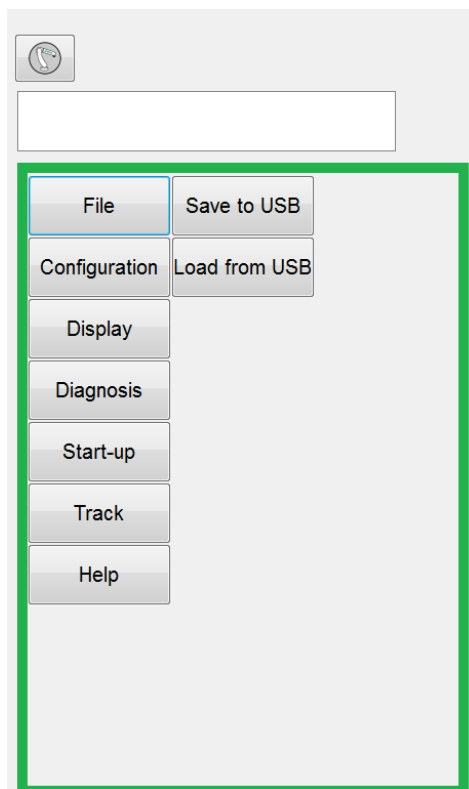 File Save to USB
Configuration Load from USB
Display
Diagnosis
Start-up
Track
Help